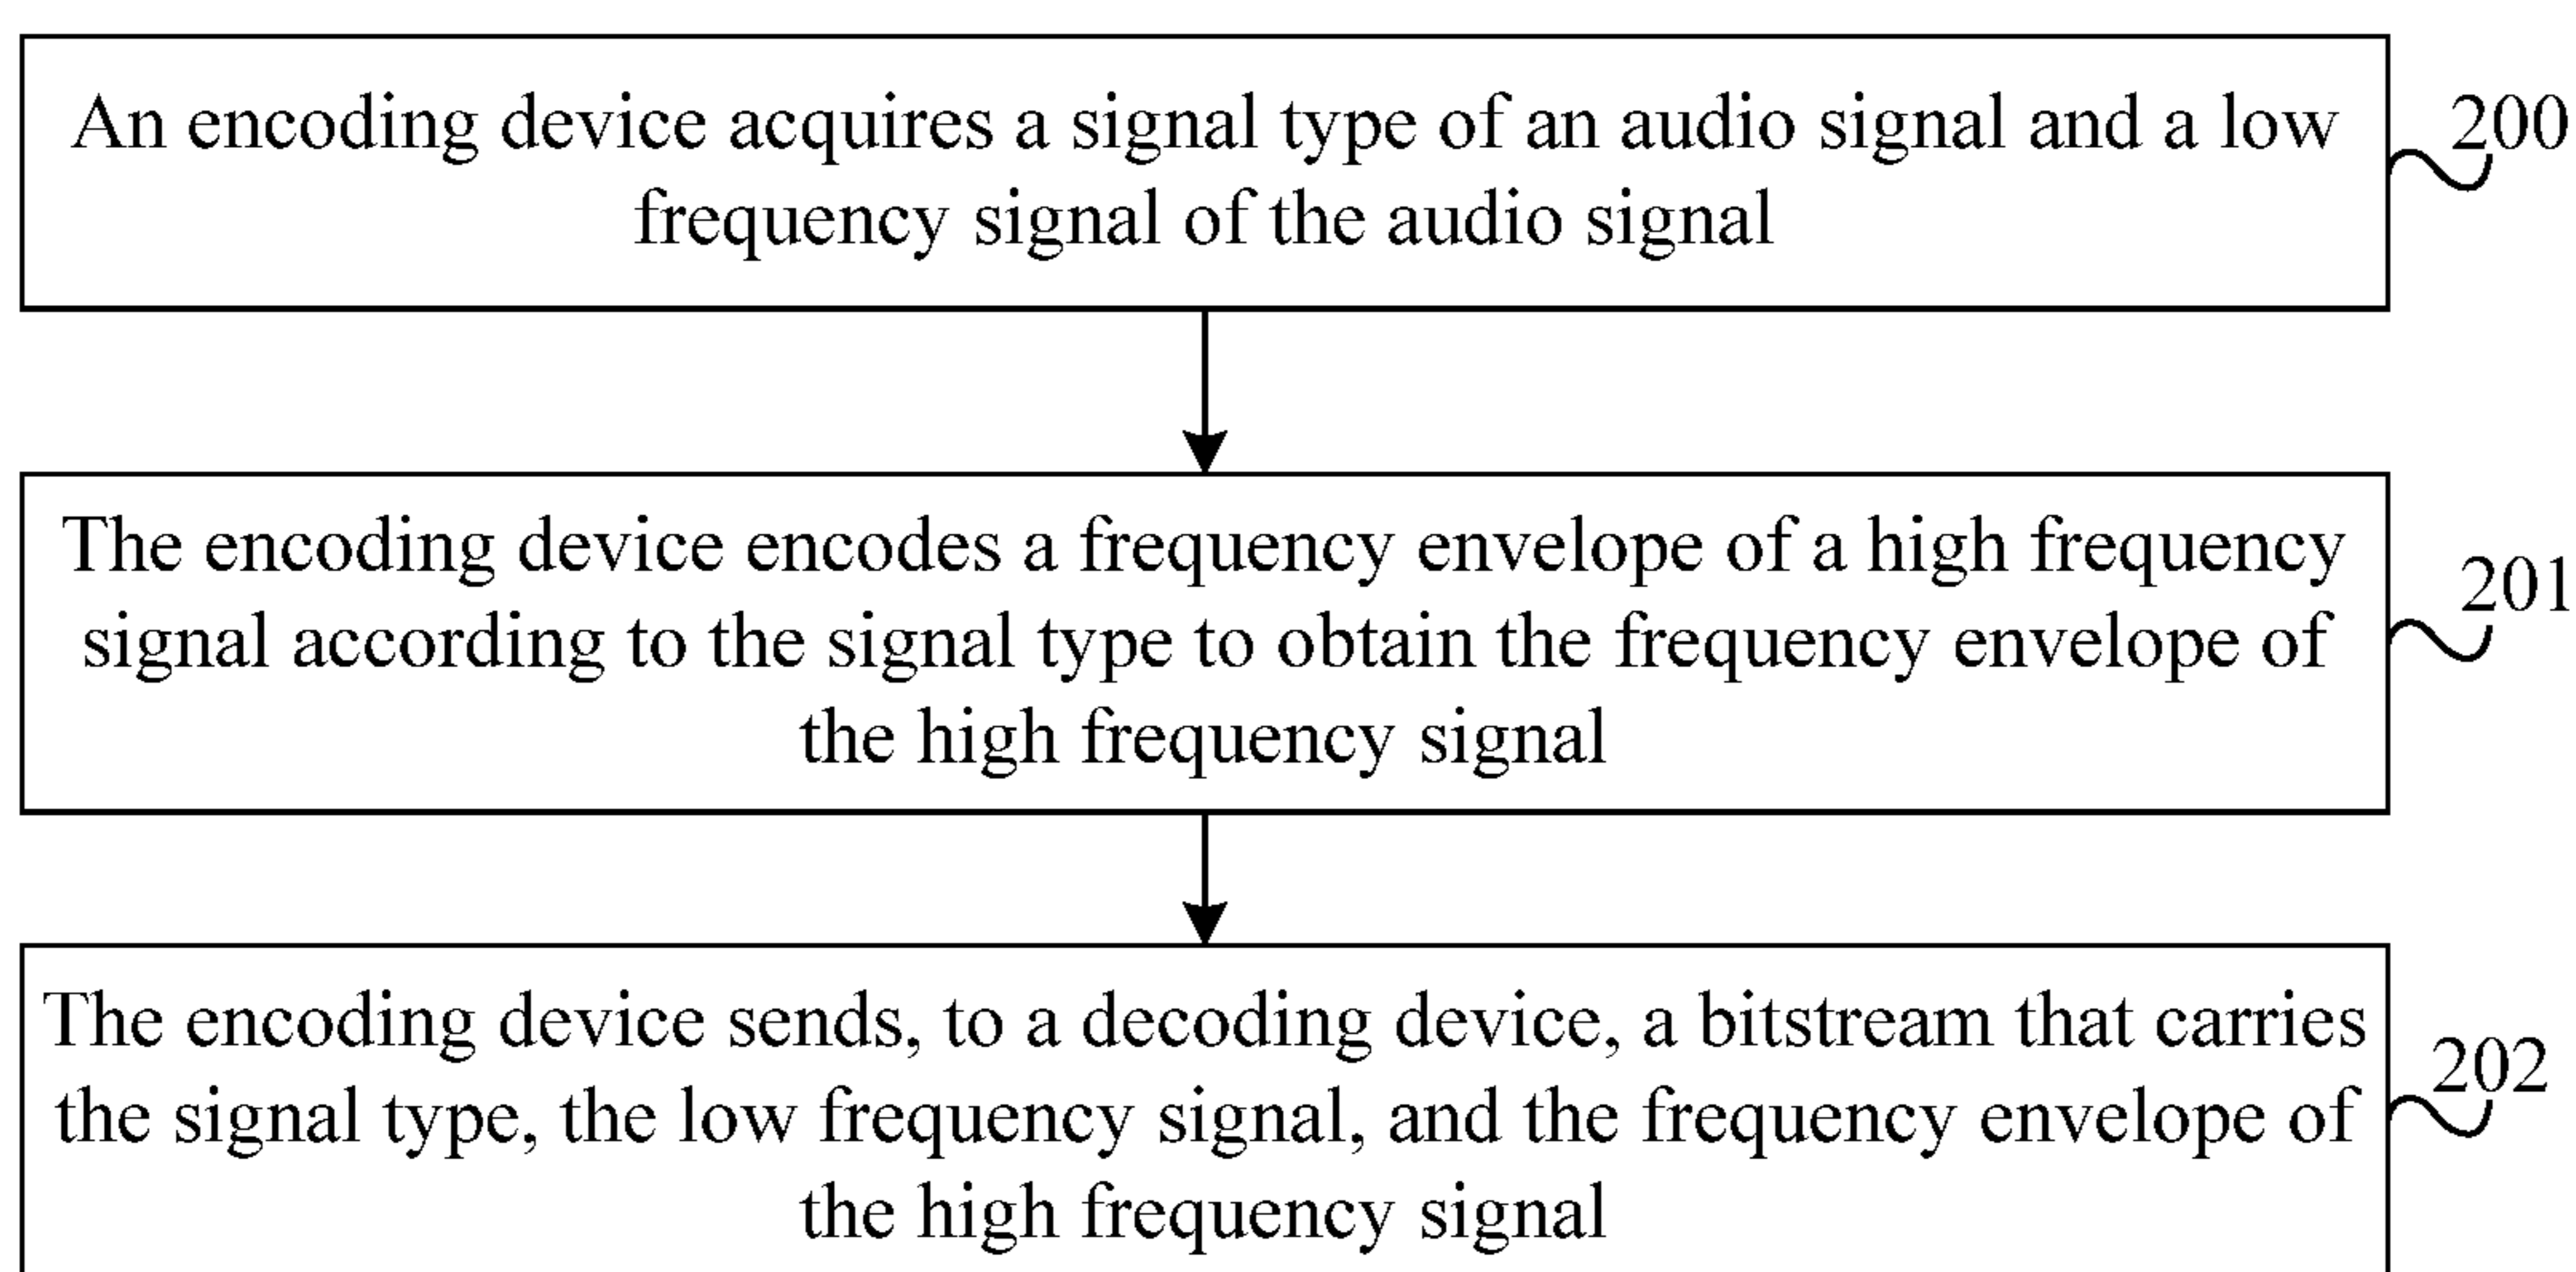 An encoding device acquires a signal type of an audio signal and a low
frequency signal of the audio signal
200
The encoding device encodes a frequency envelope of a high frequency
signal according to the signal type to obtain the frequency envelope of
the high frequency signal
201
The encoding device sends, to a decoding device, a bitstream that carries
the signal type, the low frequency signal, and the frequency envelope of
the high frequency signal
202